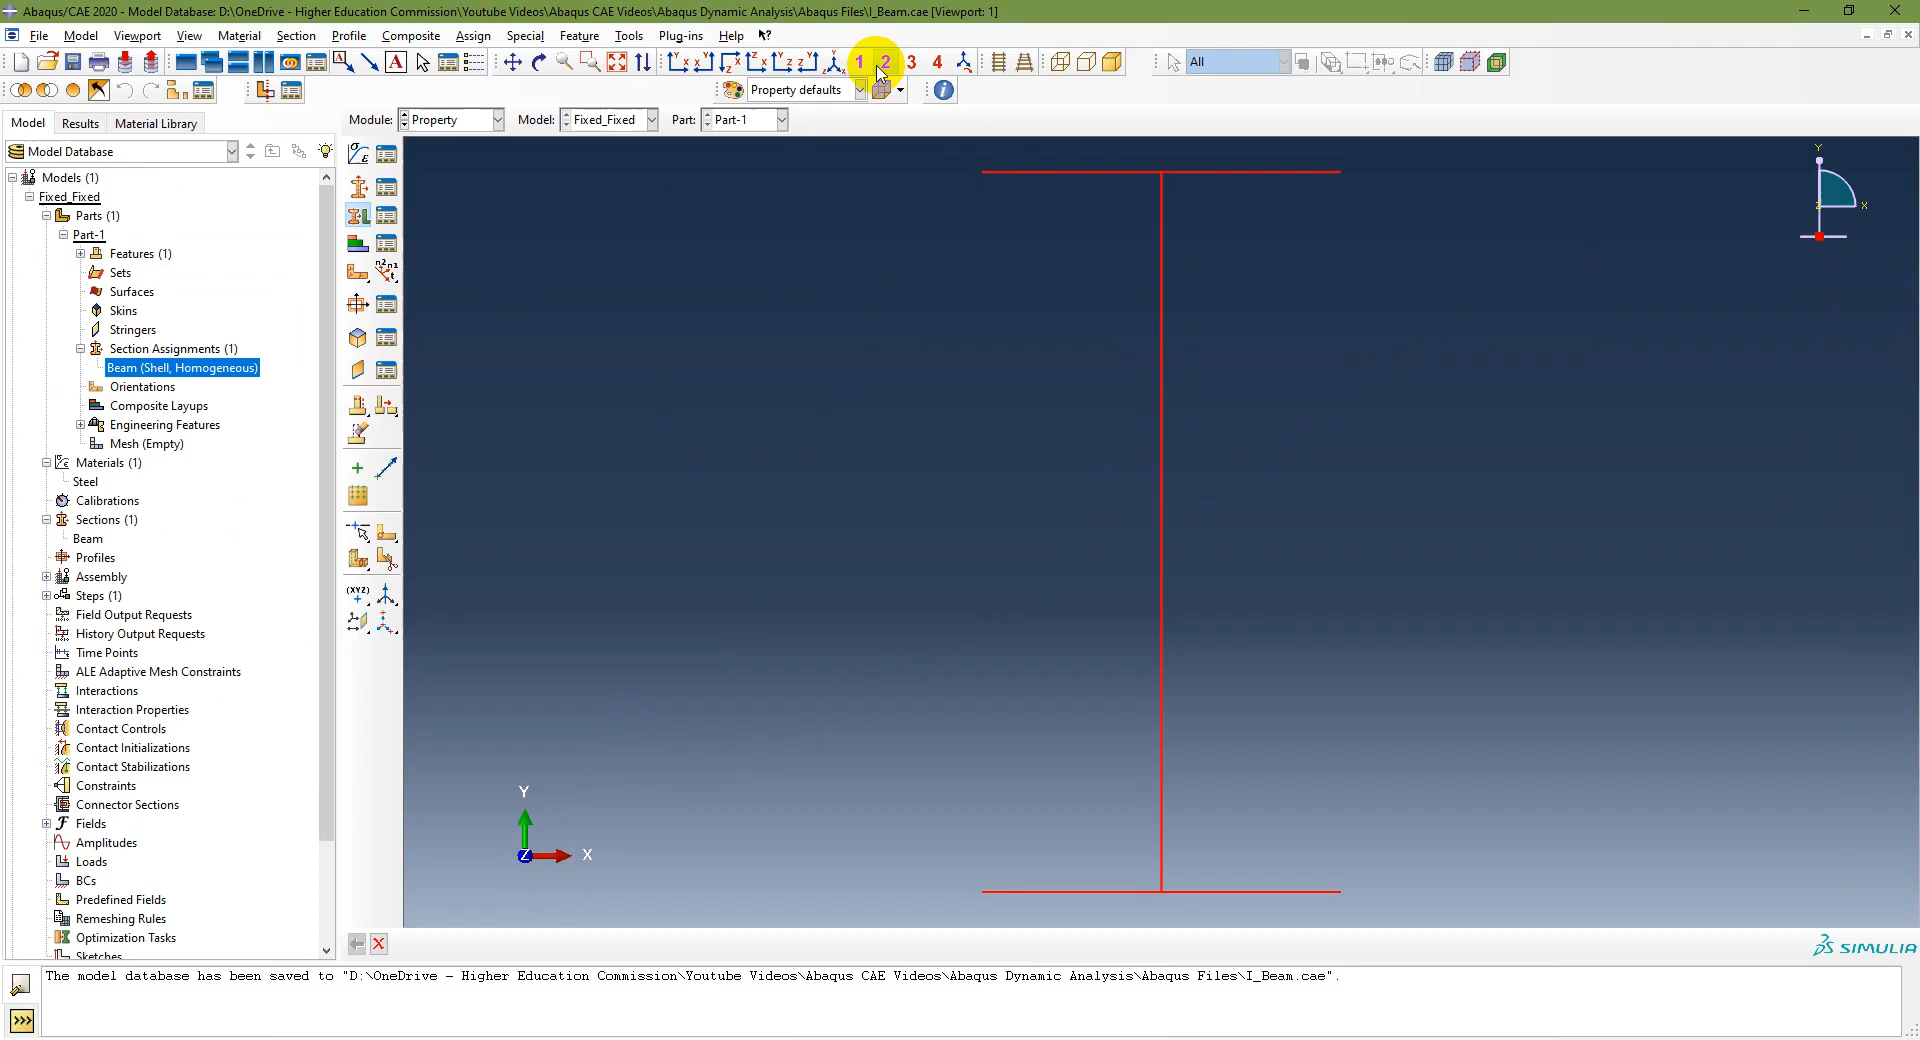 Abaqus/CAE 2020 - Model Database: D:\OneDrive - Higher Education Commission\Youtube Videos\Abaqus CAE Videos\Abaqus Dynamic Analysis\Abaqus Files\I_Beam.cae [Viewport: 1]
File Model Viewport View Material Section Profile Composite Assign Special Feature Tools Plug-ins Help
1 2 3 4 All
Property defaults
Model Results Material Library
Module: Property Model: Fixed_Fixed Part: Part-1
Model Database
Models (1)
Fixed_Fixed
Parts (1)
Part-1
Features (1)
Sets
Surfaces
Skins
Stringers
Section Assignments (1)
Beam (Shell, Homogeneous)
Orientations
Composite Layups
Engineering Features
Mesh (Empty)
Materials (1)
Steel
Calibrations
Sections (1)
Beam
Profiles
Assembly
Steps (1)
Field Output Requests
History Output Requests
Time Points
ALE Adaptive Mesh Constraints
Interactions
Interaction Properties
Contact Controls
Contact Initializations
Contact Stabilizations
Constraints
Connector Sections
Fields
Amplitudes
Loads
BCs
Predefined Fields
Remeshing Rules
Optimization Tasks
Sketches
(XYZ)
Y
Z X
Y
Z X
SIMULIA
The model database has been saved to "D:\OneDrive - Higher Education Commission\Youtube Videos\Abaqus CAE Videos\Abaqus Dynamic Analysis\Abaqus Files\I_Beam.cae".
>>>